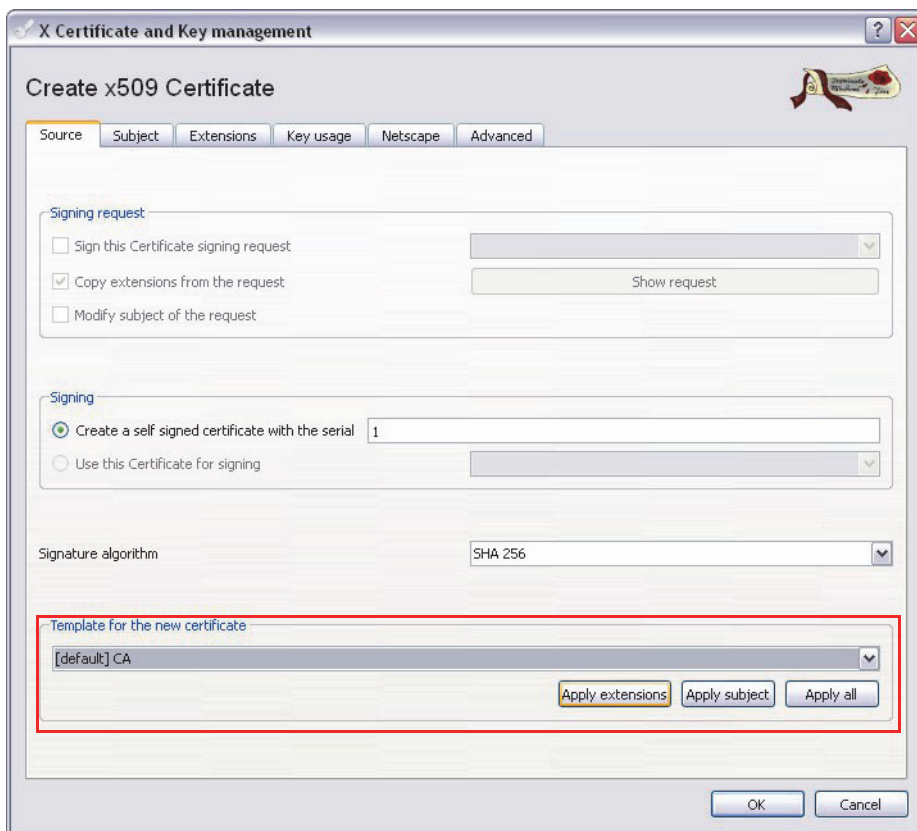 X Certificate and Key management
Create x509 Certificate
Source Subject Extensions Key usage Netscape Advanced
Signing request
Sign this Certificate signing request
Copy extensions from the request Show request
Modify subject of the request
Signing
Create a self signed certificate with the serial 1
Use this Certificate for signing
Signature algorithm SHA 256
Template for the new certificate
[default] CA
Apply extensions Apply subject Apply all
OK Cancel